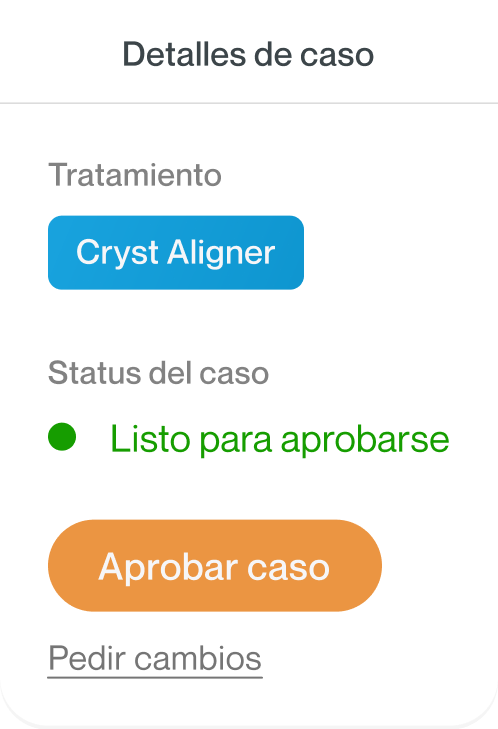 Detalles de caso
Tratamiento
Cryst Aligner
Status del caso
Listo para aprobarse
Aprobar caso
Pedir cambios